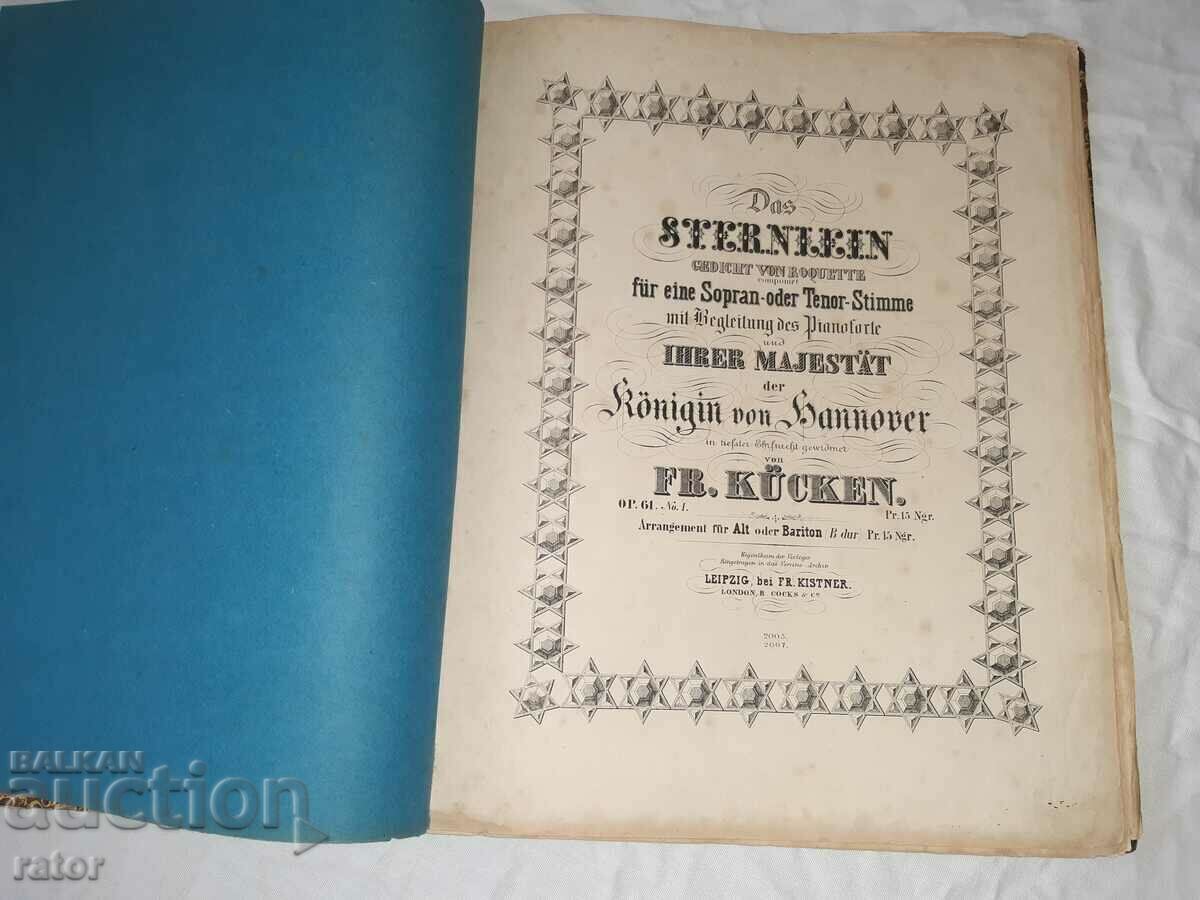 Das
STERNLEIN
GEDICHT VON ROQUETTE
componirt
für eine Sopran-oder Tenor-Stimme
mit Begleitung des Pianoforte
und
IHRER MAJESTÄT
der
Königin von Hannover
in tiefster Ehrfurcht gewidmet
von
FR. KÜCKEN.
OP. 61. No. 1. Pr. 15 Ngr.
Arrangement für Alt oder Bariton (B dur) Pr. 15 Ngr.
Eigenthum der Verleger
Eingetragen in das Vereins-Archiv
LEIPZIG, bei FR. KISTNER.
LONDON, R. COCKS & Co.
2005.
2007.
BALKAN
auction
rator